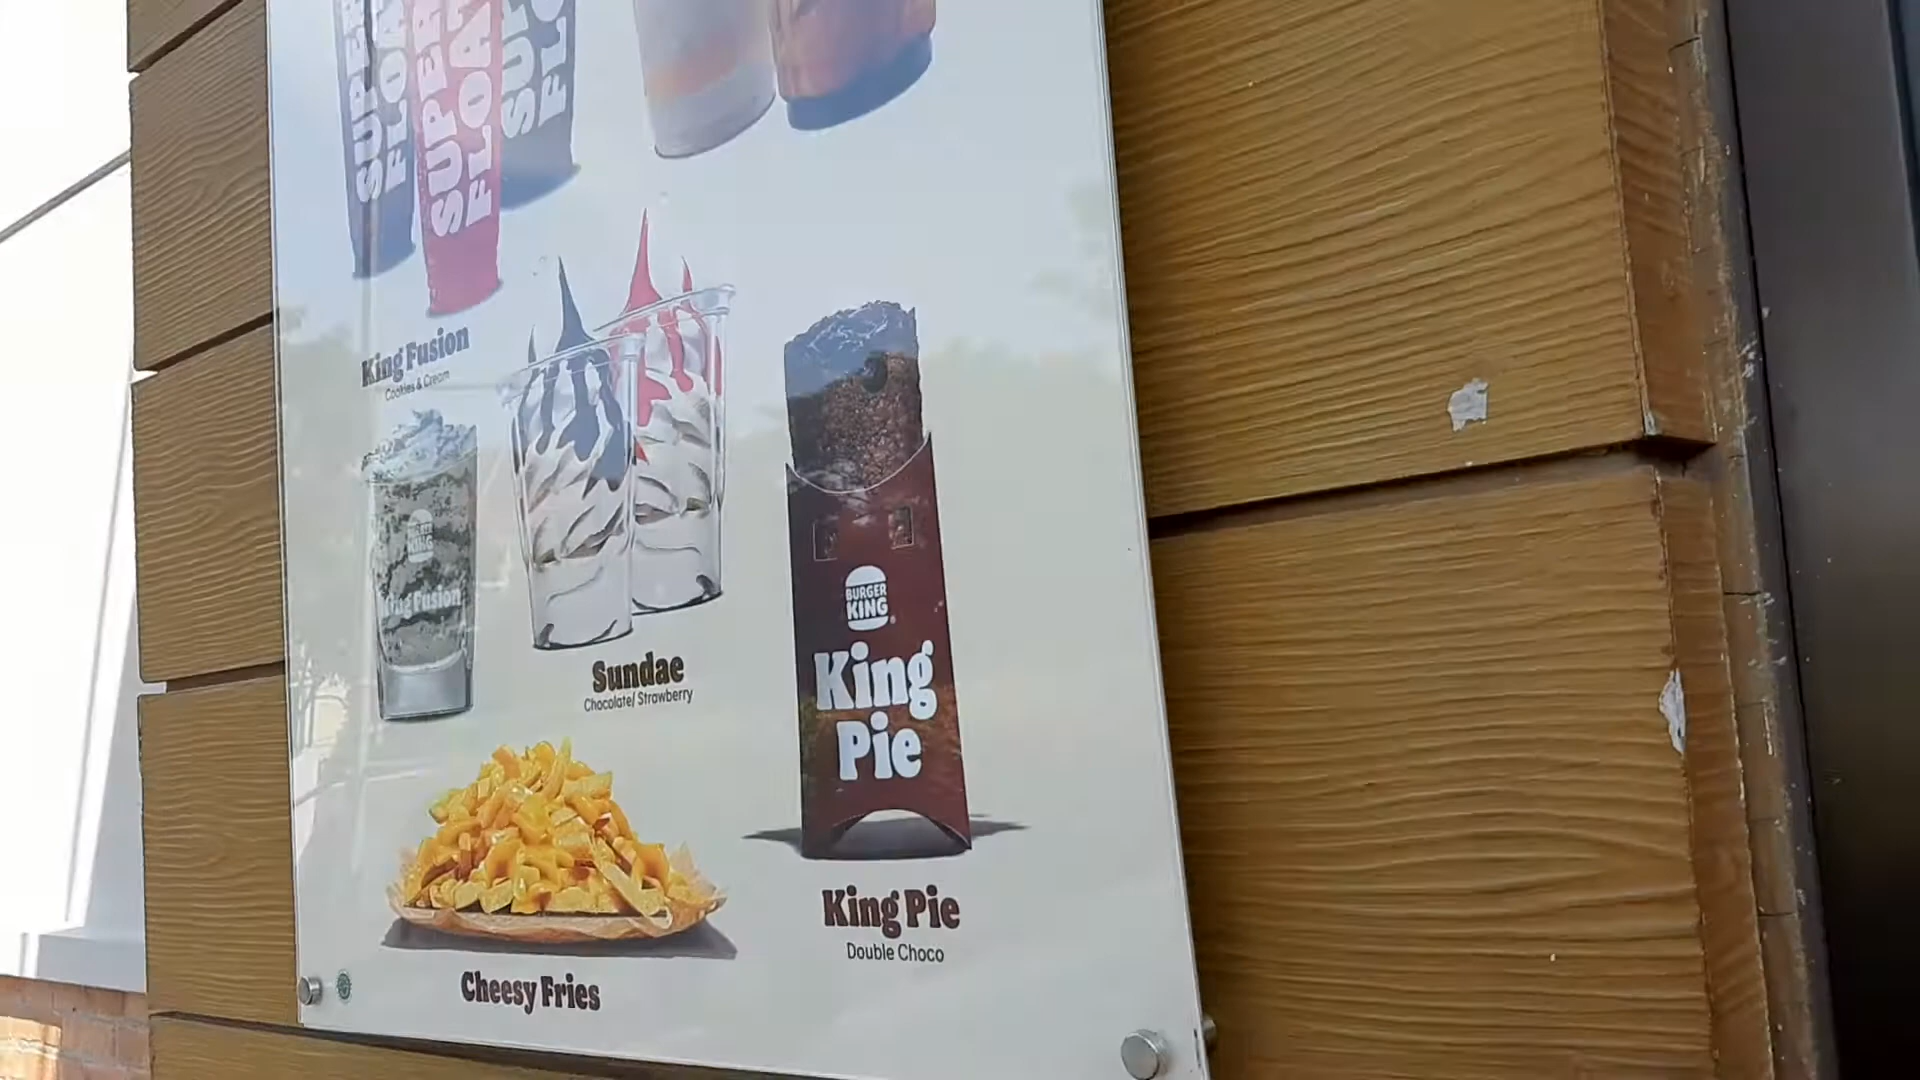 SUPER
FLOAT
SUPER
FLOAT
SUPER
FLO
King Fusion
Cookies & Cream
BURGER
KING
King Fusion
Sundae
Chocolate/ Strawberry
BURGER
KING
King
Pie
King Pie
Double Choco
Cheesy Fries